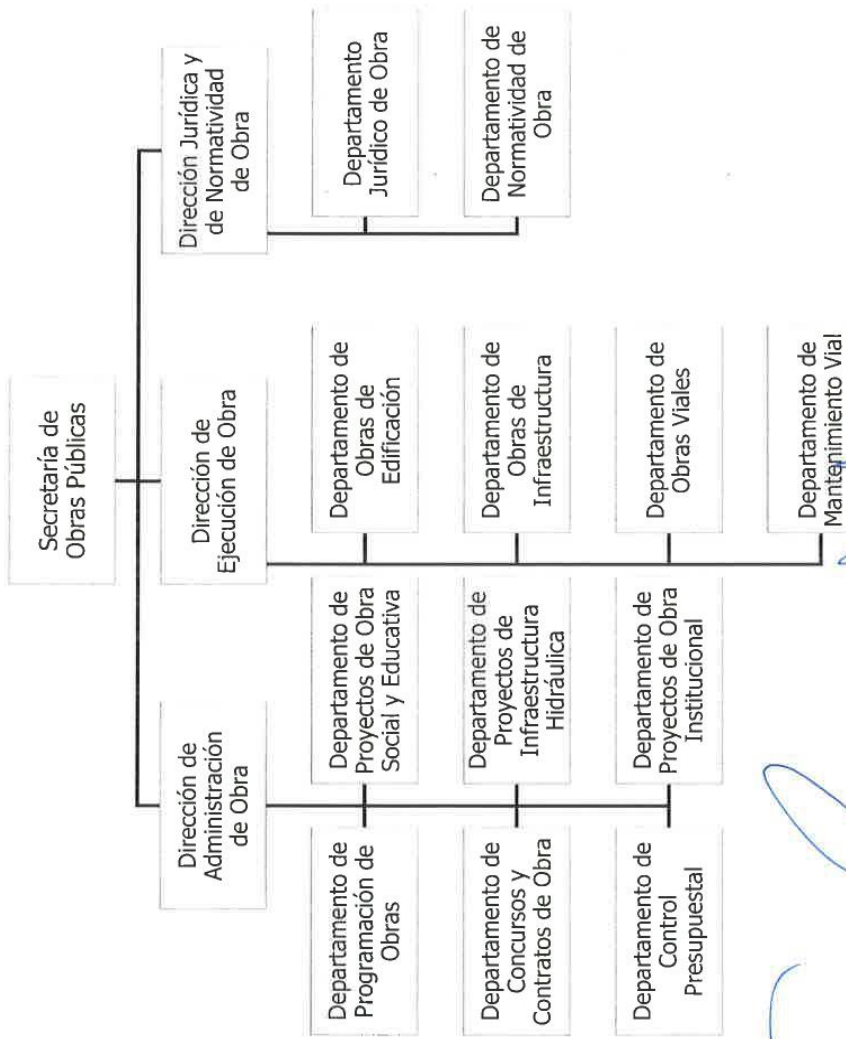 Secretaría de
Obras Públicas
Dirección de
Administración
de Obra
Dirección de
Ejecución de Obra
Dirección Jurídica y
de Normatividad
de Obra
Departamento de
Programación de
Obras
Departamento de
Proyectos de Obra
Social y Educativa
Departamento de
Obras de
Edificación
Departamento
Jurídico de Obra
Departamento de
Concursos y
Contratos de Obra
Departamento de
Proyectos de
Infraestructura
Hidráulica
Departamento de
Obras de
Infraestructura
Departamento de
Normatividad de
Obra
Departamento de
Control
Presupuestal
Departamento de
Proyectos de Obra
Institucional
Departamento de
Obras Viales
Departamento de
Mantenimiento Vial